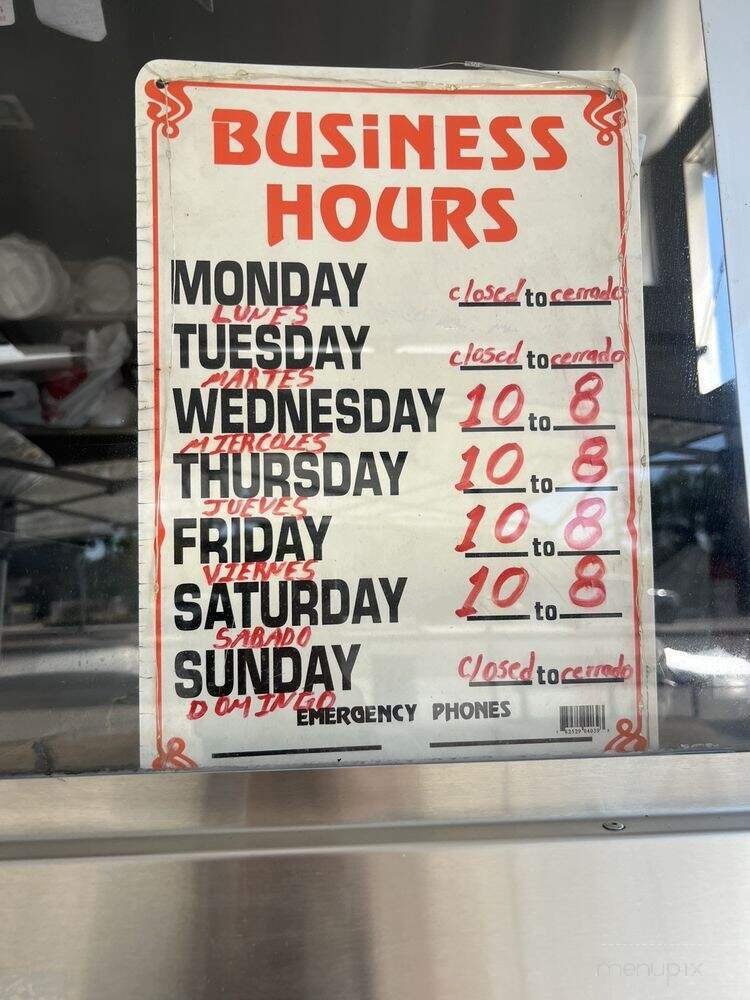 BUSiNESS
HOURS
MONDAY closed to cerrado
LUNES
TUESDAY closed to cerrado
MARTES
WEDNESDAY 10 to 8
MIERCOLES
THURSDAY 10 to 8
JUEVES
FRIDAY 10 to 8
VIERNES
SATURDAY 10 to 8
SABADO
SUNDAY closed to cerrado
DOMINGO
EMERGENCY PHONES
menupix